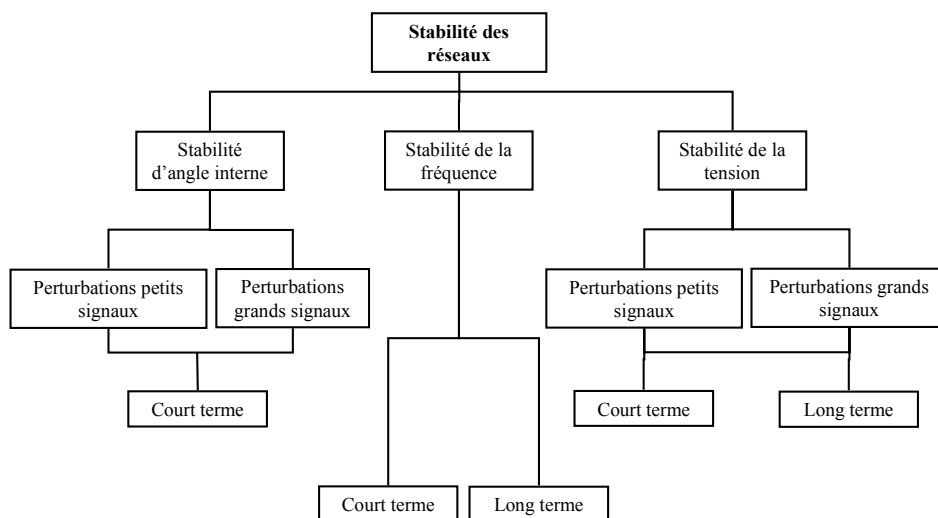 Stabilité des
réseaux
Stabilité
d’angle interne
Stabilité de la
fréquence
Stabilité de la
tension
Perturbations petits
signaux
Perturbations
grands signaux
Perturbations petits
signaux
Perturbations grands
signaux
Court terme
Court terme
Long terme
Court terme
Long terme